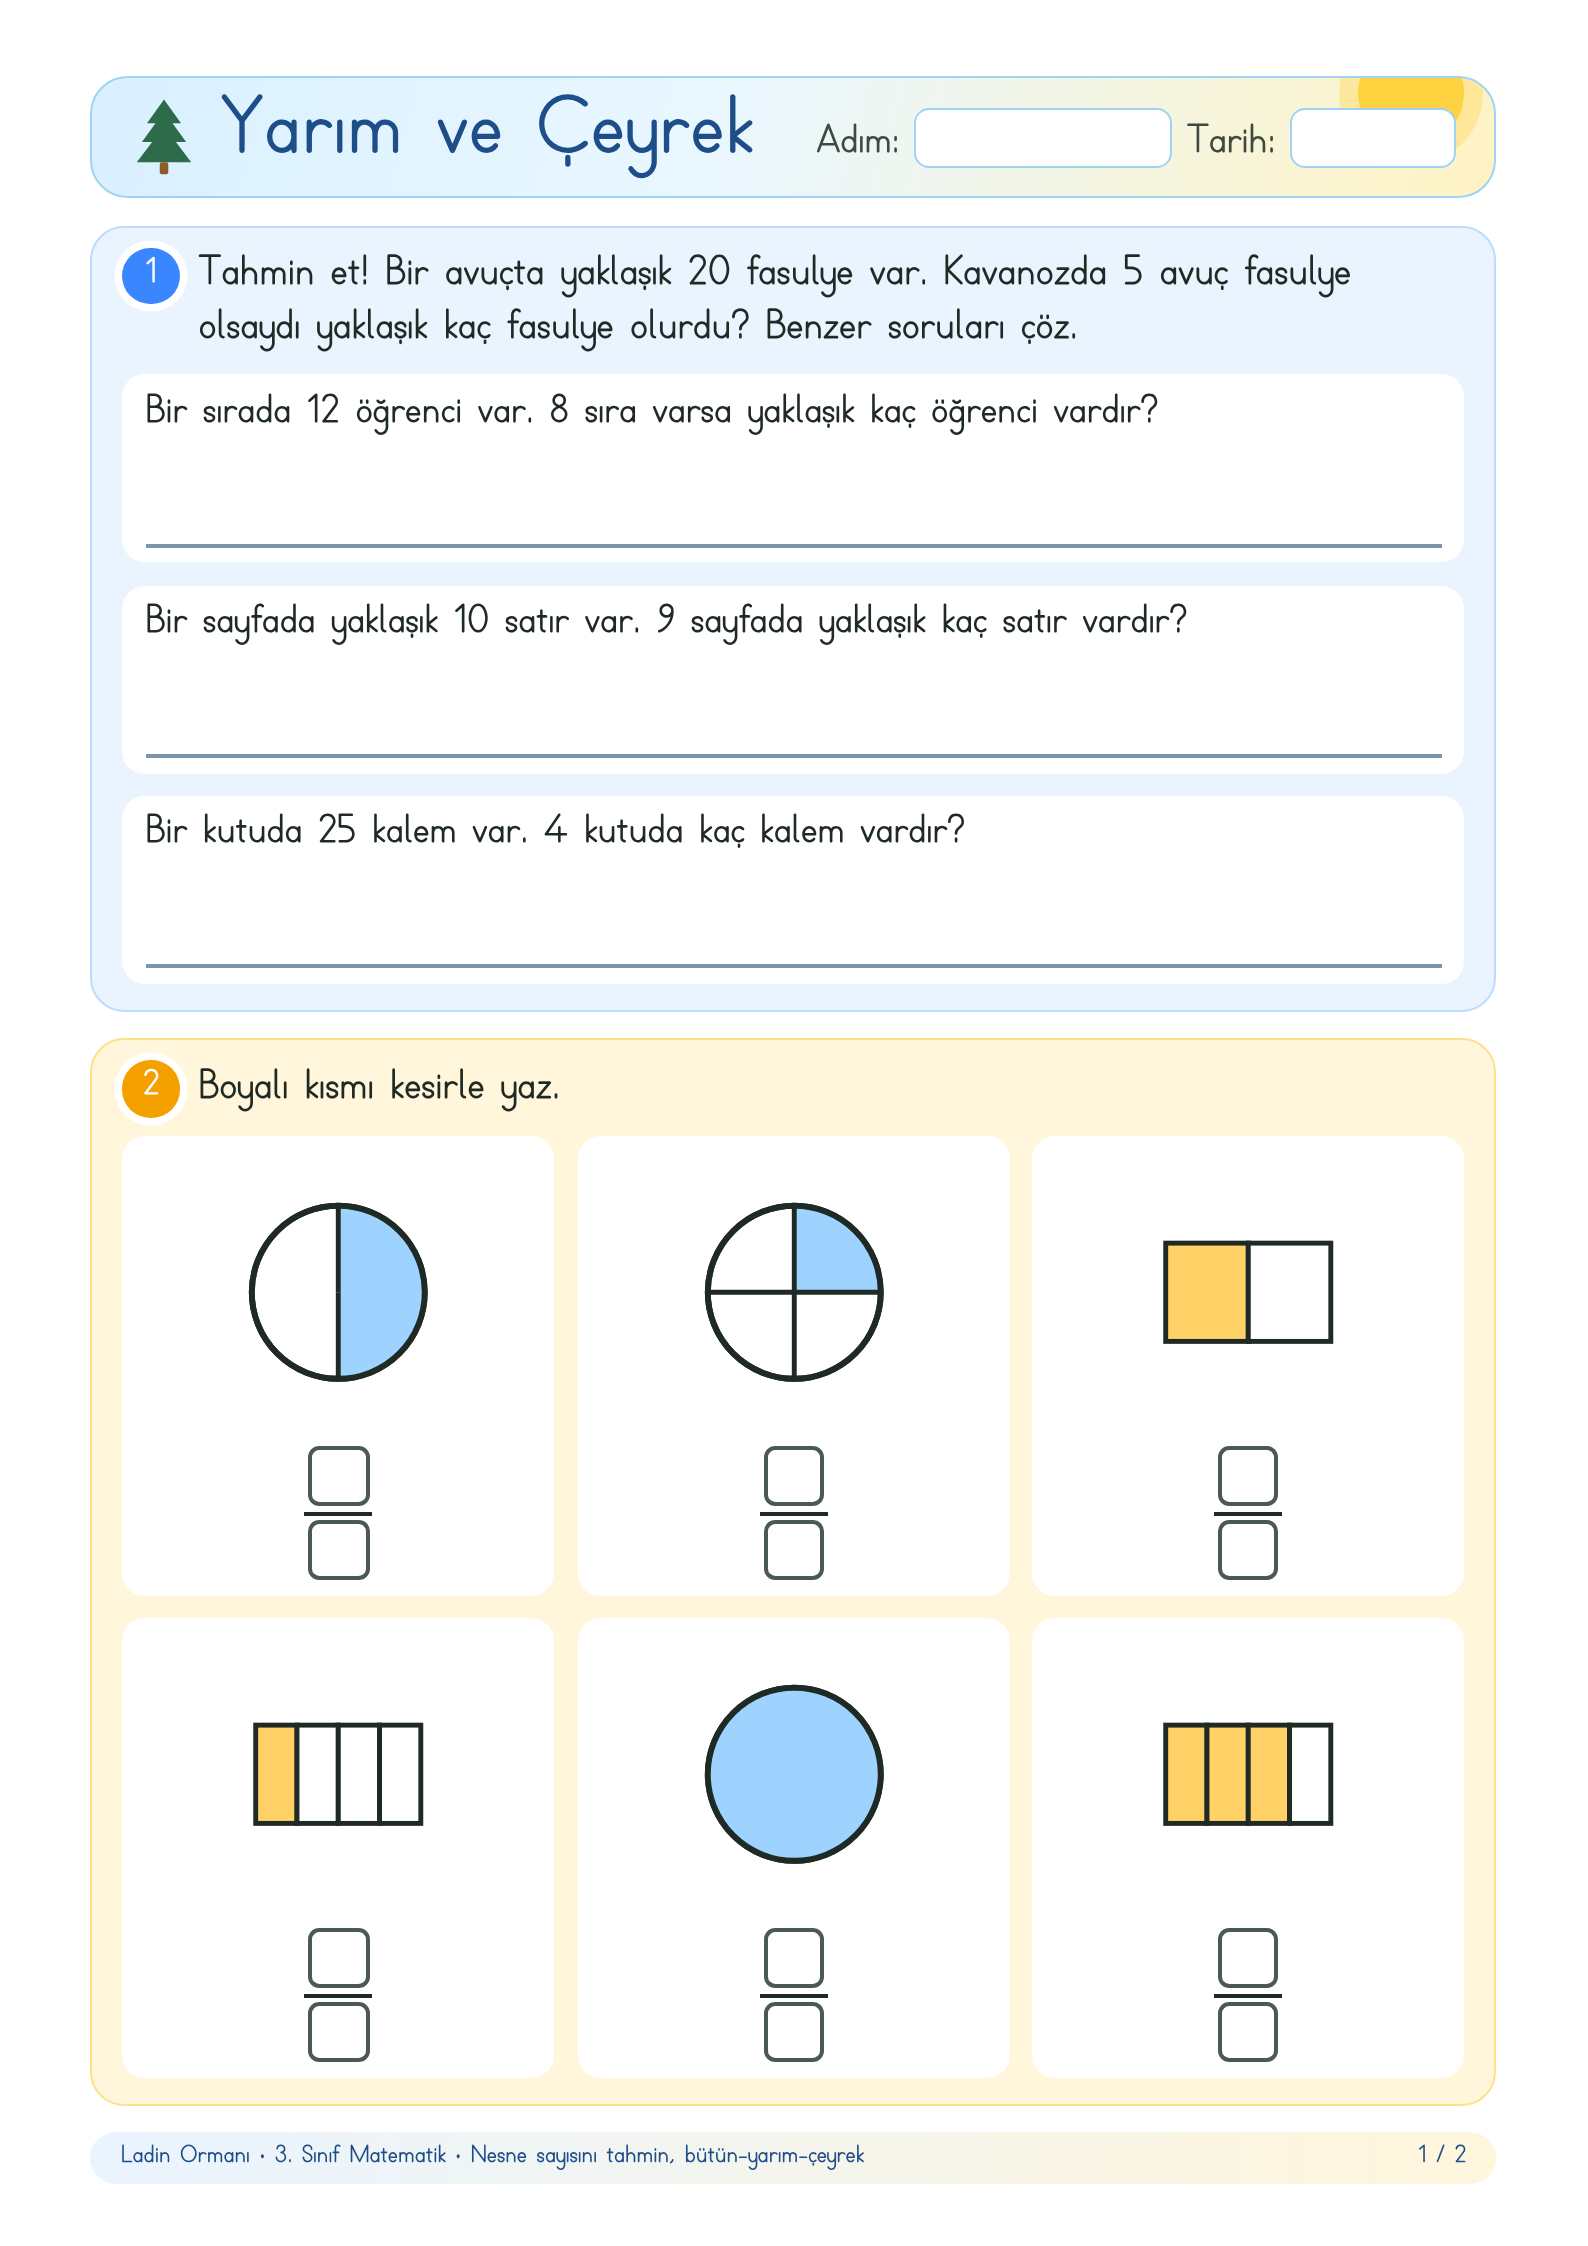 Yarım ve Çeyrek
Adım:
Tarih:
1
Tahmin et! Bir avuçta yaklaşık 20 fasulye var. Kavanozda 5 avuç fasulye
olsaydı yaklaşık kaç fasulye olurdu? Benzer soruları çöz.
Bir sırada 12 öğrenci var. 8 sıra varsa yaklaşık kaç öğrenci vardır?
Bir sayfada yaklaşık 10 satır var. 9 sayfada yaklaşık kaç satır vardır?
Bir kutuda 25 kalem var. 4 kutuda kaç kalem vardır?
2
Boyalı kısmı kesirle yaz.
Ladin Ormanı • 3. Sınıf Matematik • Nesne sayısını tahmin, bütün-yarım-çeyrek
1 / 2